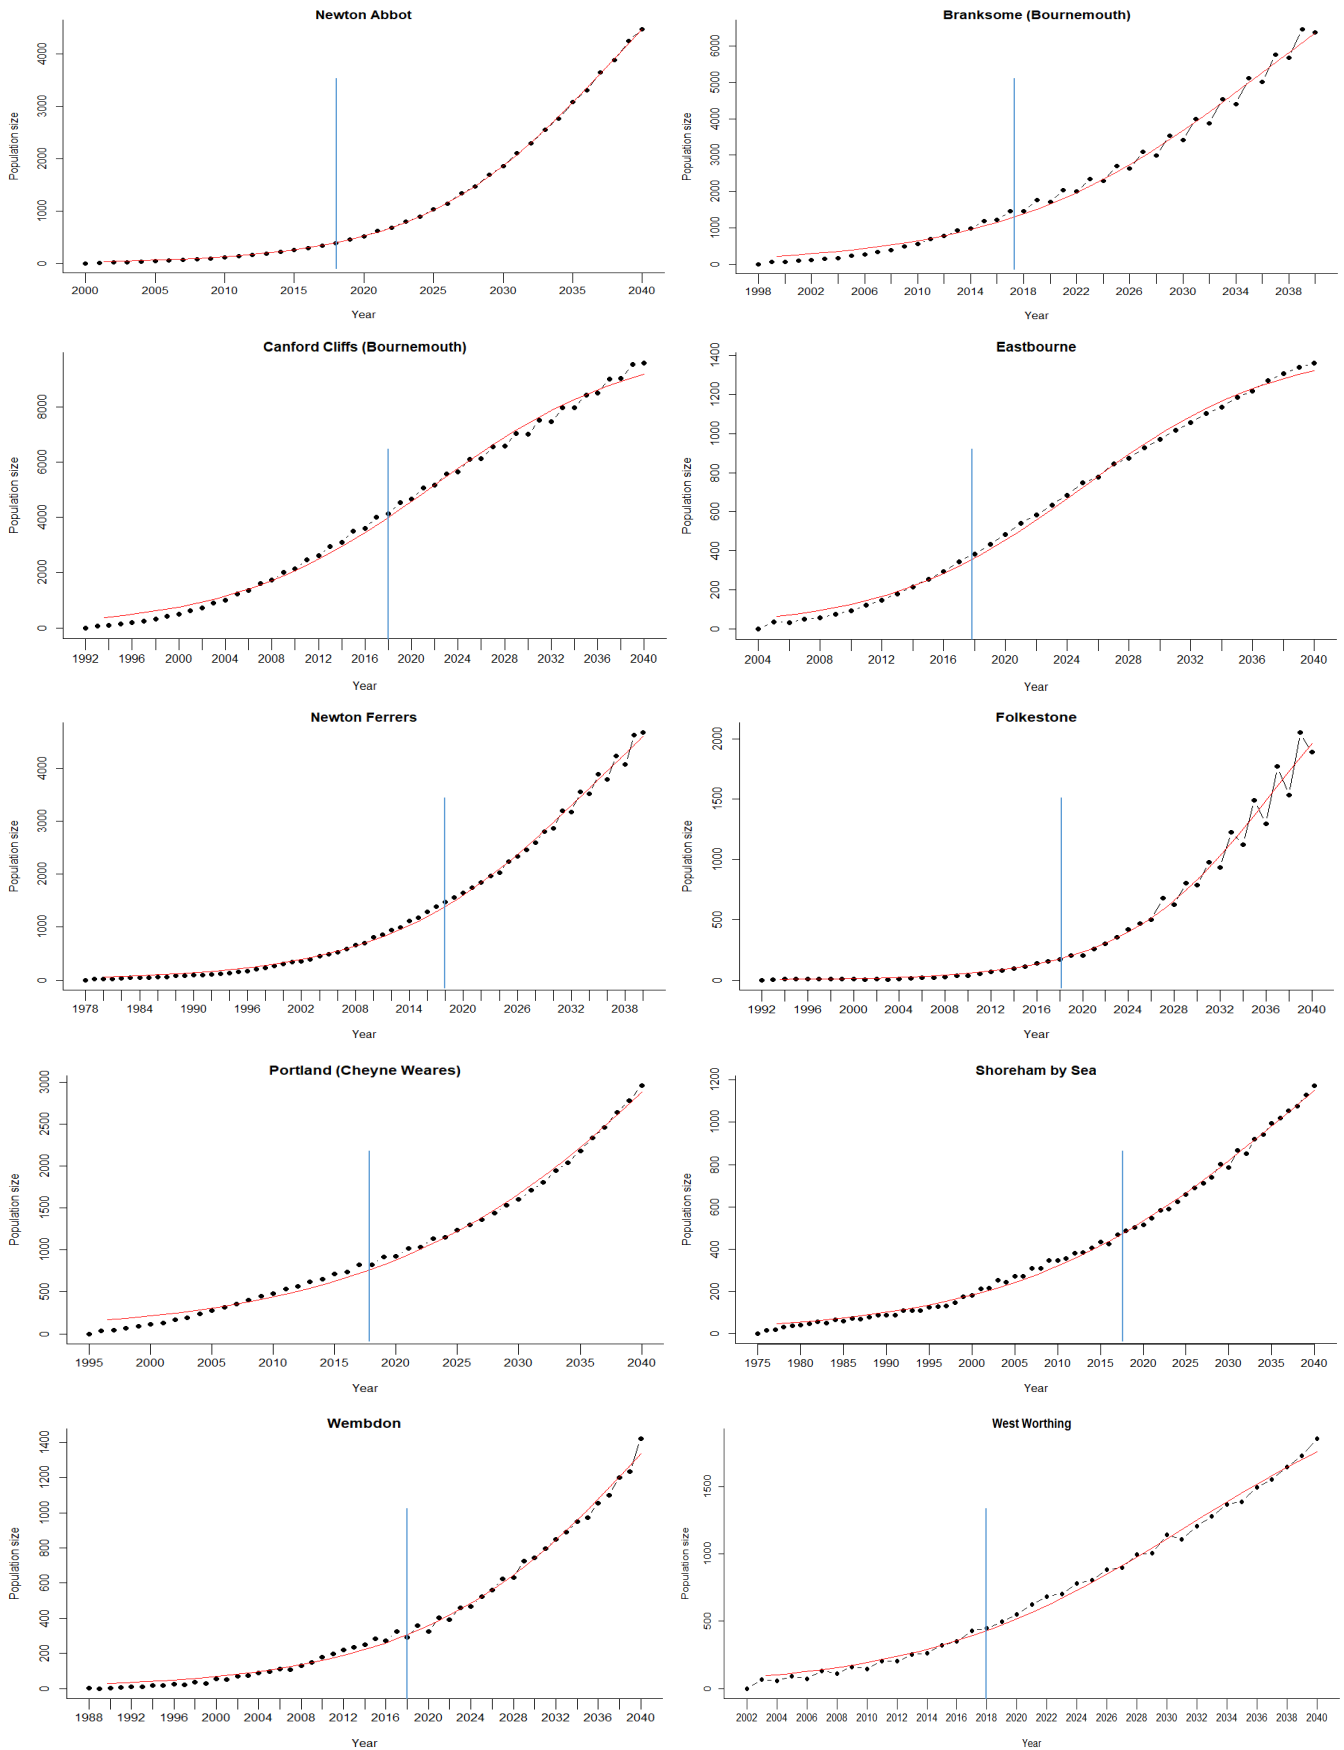 Newton Abbot
Population size
4000
3000
2000
1000
0
2000 2005 2010 2015 2020 2025 2030 2035 2040
Year
Branksome (Bournemouth)
Population size
6000
5000
4000
3000
2000
1000
0
1998 2002 2006 2010 2014 2018 2022 2026 2030 2034 2038
Year
Canford Cliffs (Bournemouth)
Population size
8000
6000
4000
2000
0
1992 1996 2000 2004 2008 2012 2016 2020 2024 2028 2032 2036 2040
Year
Eastbourne
Population size
1400
1200
1000
800
600
400
200
0
2004 2008 2012 2016 2020 2024 2028 2032 2036 2040
Year
Newton Ferrers
Population size
4000
3000
2000
1000
0
1978 1984 1990 1996 2002 2008 2014 2020 2026 2032 2038
Year
Folkestone
Population size
2000
1500
1000
500
0
1992 1996 2000 2004 2008 2012 2016 2020 2024 2028 2032 2036 2040
Year
Portland (Cheyne Weares)
Population size
3000
2500
2000
1500
1000
500
0
1995 2000 2005 2010 2015 2020 2025 2030 2035 2040
Year
Shoreham by Sea
Population size
1200
1000
800
600
400
200
0
1975 1980 1985 1990 1995 2000 2005 2010 2015 2020 2025 2030 2035 2040
Year
Wembdon
Population size
1400
1200
1000
800
600
400
200
0
1988 1992 1996 2000 2004 2008 2012 2016 2020 2024 2028 2032 2036 2040
Year
West Worthing
Population size
1500
1000
500
0
2002 2004 2006 2008 2010 2012 2014 2016 2018 2020 2022 2024 2026 2028 2030 2032 2034 2036 2038 2040
Year